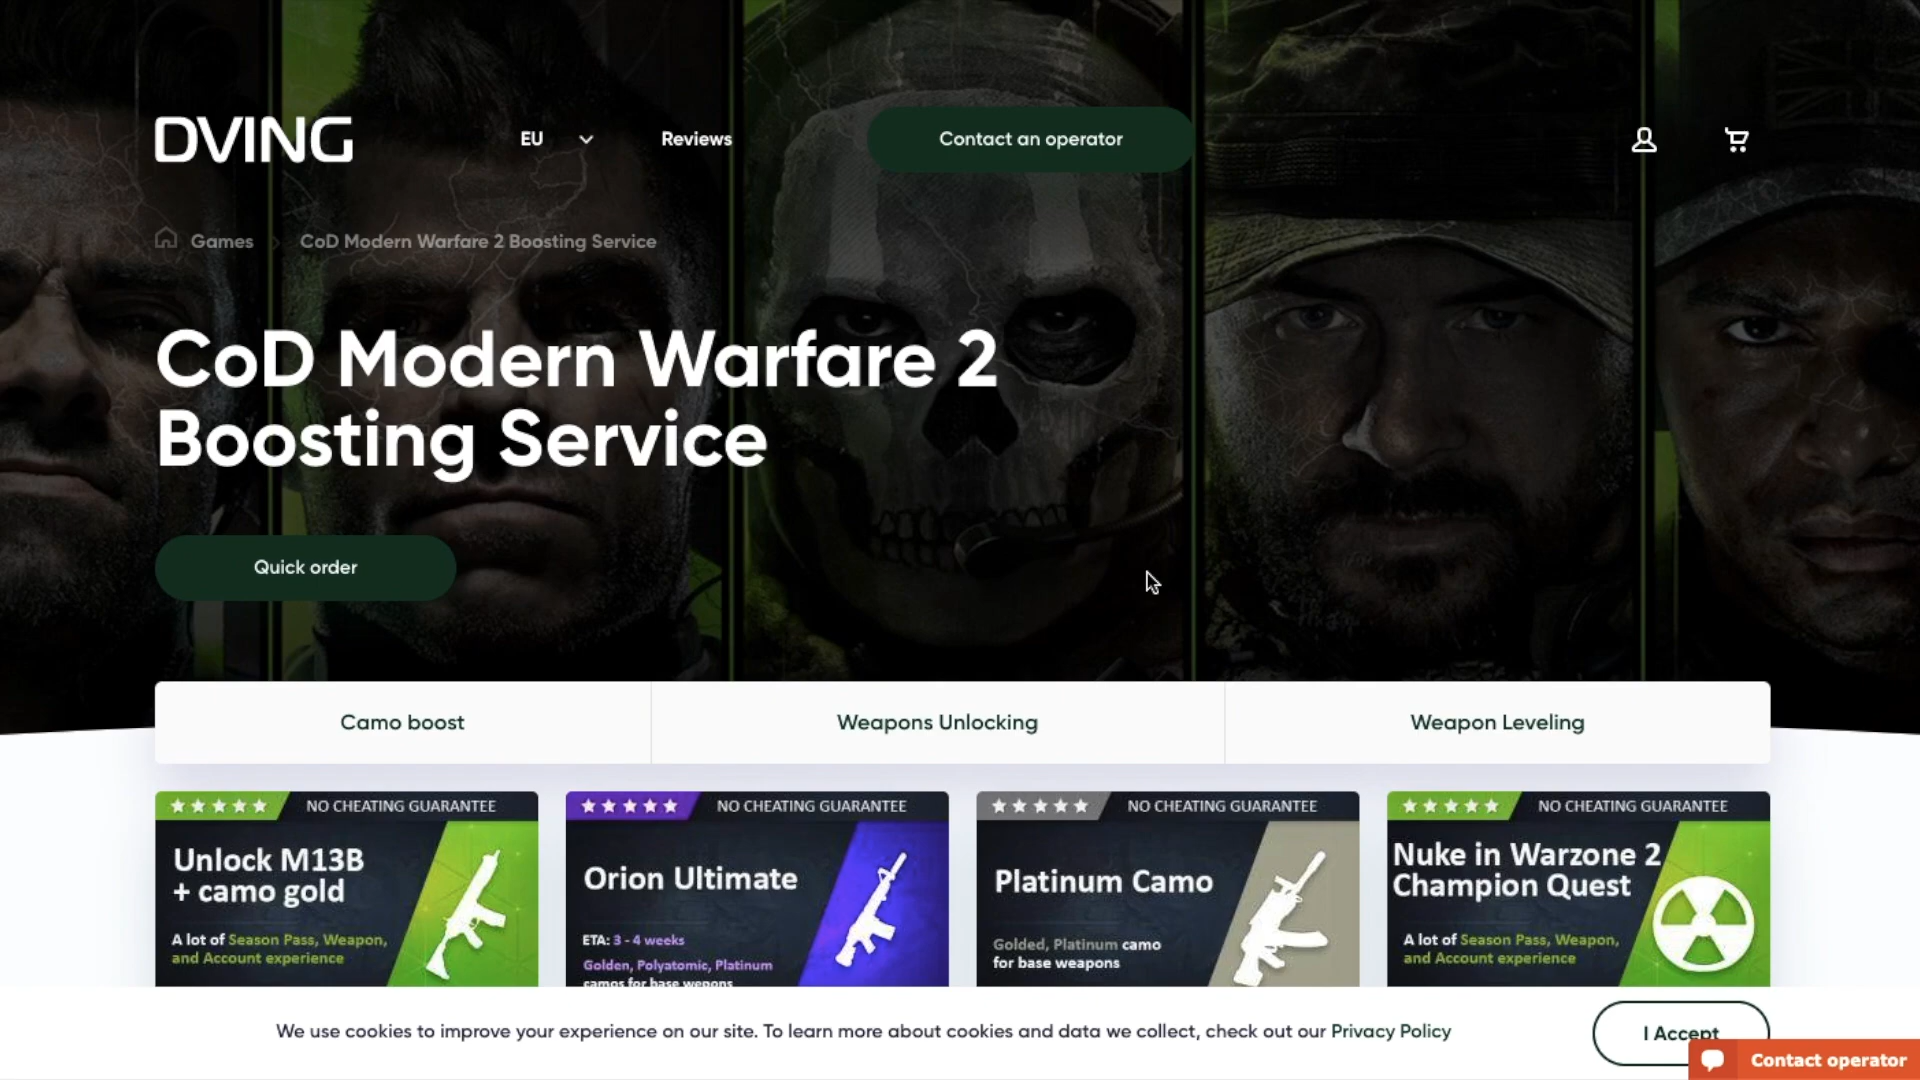 DVING
EU
Reviews
Contact an operator
Games
CoD Modern Warfare 2 Boosting Service
CoD Modern Warfare 2
Boosting Service
Quick order
Camo boost
Weapons Unlocking
Weapon Leveling
NO CHEATING GUARANTEE
Unlock M13B
+ camo gold
A lot of Season Pass, Weapon,
and Account experience
NO CHEATING GUARANTEE
Orion Ultimate
ETA: 3 - 4 weeks
Golden, Polyatomic, Platinum
camos for base wepons
NO CHEATING GUARANTEE
Platinum Camo
Golded, Platinum camo
for base weapons
NO CHEATING GUARANTEE
Nuke in Warzone 2
Champion Quest
A lot of Season Pass, Weapon,
and Account experience
We use cookies to improve your experience on our site. To learn more about cookies and data we collect, check out our Privacy Policy
I Accept
Contact operator